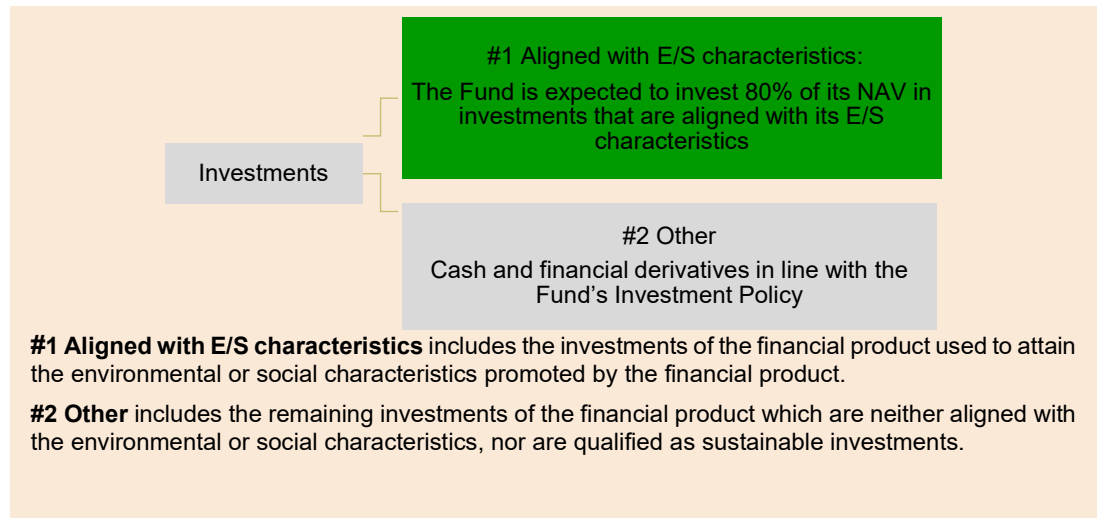 #1 Aligned with E/S characteristics:
The Fund is expected to invest 80% of its NAV in
investments that are aligned with its E/S
characteristics
Investments
#2 Other
Cash and financial derivatives in line with the
Fund's Investment Policy
#1 Aligned with E/S characteristics includes the investments of the financial product used to attain
the environmental or social characteristics promoted by the financial product.
#2 Other includes the remaining investments of the financial product which are neither aligned with
the environmental or social characteristics, nor are qualified as sustainable investments.